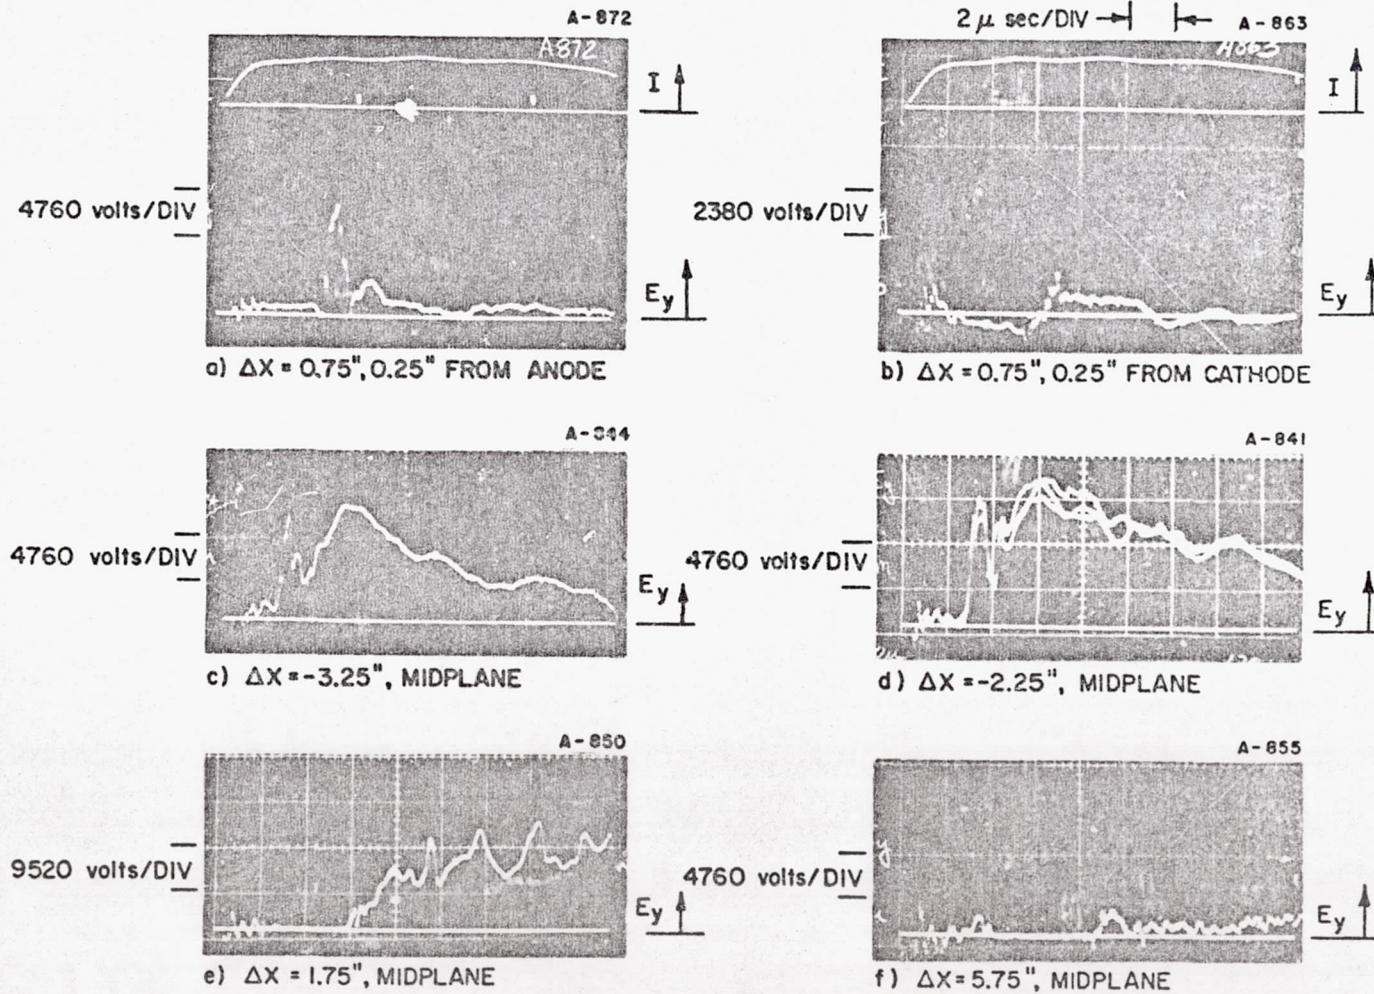 A-872
A872
I
4760 volts/DIV
Ey
a) ΔX = 0.75", 0.25" FROM ANODE
2 μ sec/DIV
A-863
A863
I
2380 volts/DIV
Ey
b) ΔX = 0.75", 0.25" FROM CATHODE
A-844
4760 volts/DIV
Ey
c) ΔX = -3.25", MIDPLANE
A-841
4760 volts/DIV
Ey
d) ΔX = -2.25", MIDPLANE
A-850
9520 volts/DIV
Ey
e) ΔX = 1.75", MIDPLANE
A-855
4760 volts/DIV
Ey
f) ΔX = 5.75", MIDPLANE